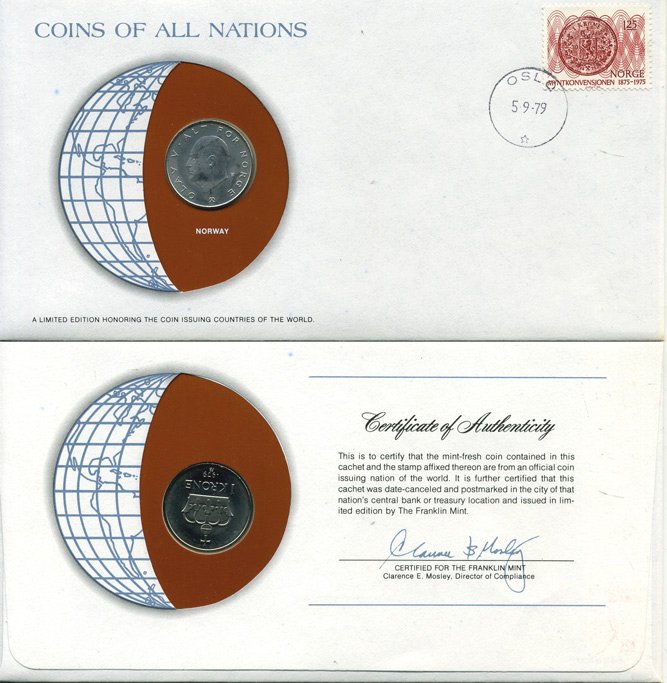 COINS OF ALL NATIONS
125
NORGE
MYNTKONVENSJONEN 1875-1975
OSLO
5-9-79
OLAV V · ALT FOR NORGE
NORWAY
A LIMITED EDITION HONORING THE COIN ISSUING COUNTRIES OF THE WORLD.
Certificate of Authenticity
This is to certify that the mint-fresh coin contained in this
cachet and the stamp affixed thereon are from an official coin
issuing nation of the world. It is further certified that this
cachet was date-canceled and postmarked in the city of that
nation's central bank or treasury location and issued in lim-
ited edition by The Franklin Mint.
Clarence E. Mosley
CERTIFIED FOR THE FRANKLIN MINT
Clarence E. Mosley, Director of Compliance
1 KRONE
1979